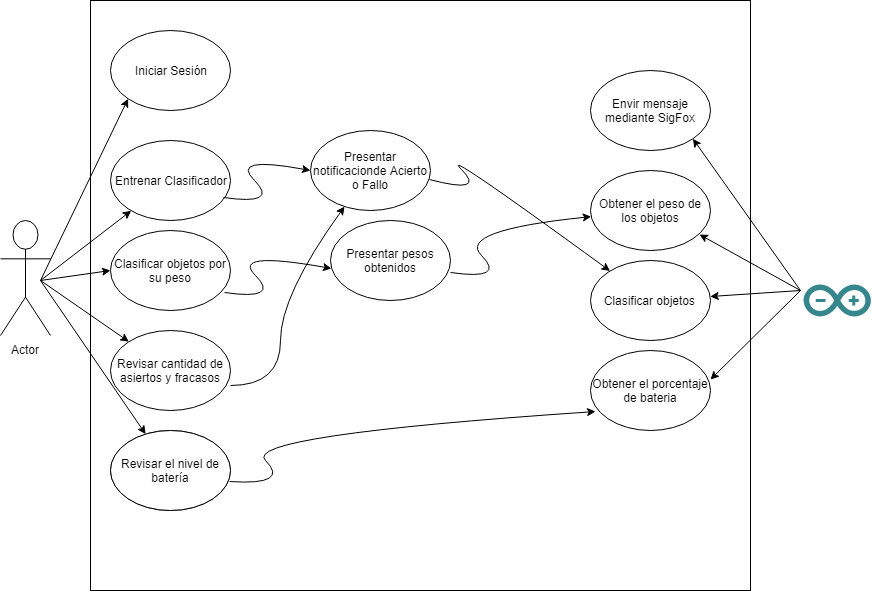 Iniciar Sesión
Entrenar Clasificador
Clasificar objetos por
su peso
Revisar cantidad de
asiertos y fracasos
Revisar el nivel de
batería
Actor
Presentar
notificacionde Acierto
o Fallo
Presentar pesos
obtenidos
Envir mensaje
mediante SigFox
Obtener el peso de
los objetos
Clasificar objetos
Obtener el porcentaje
de bateria